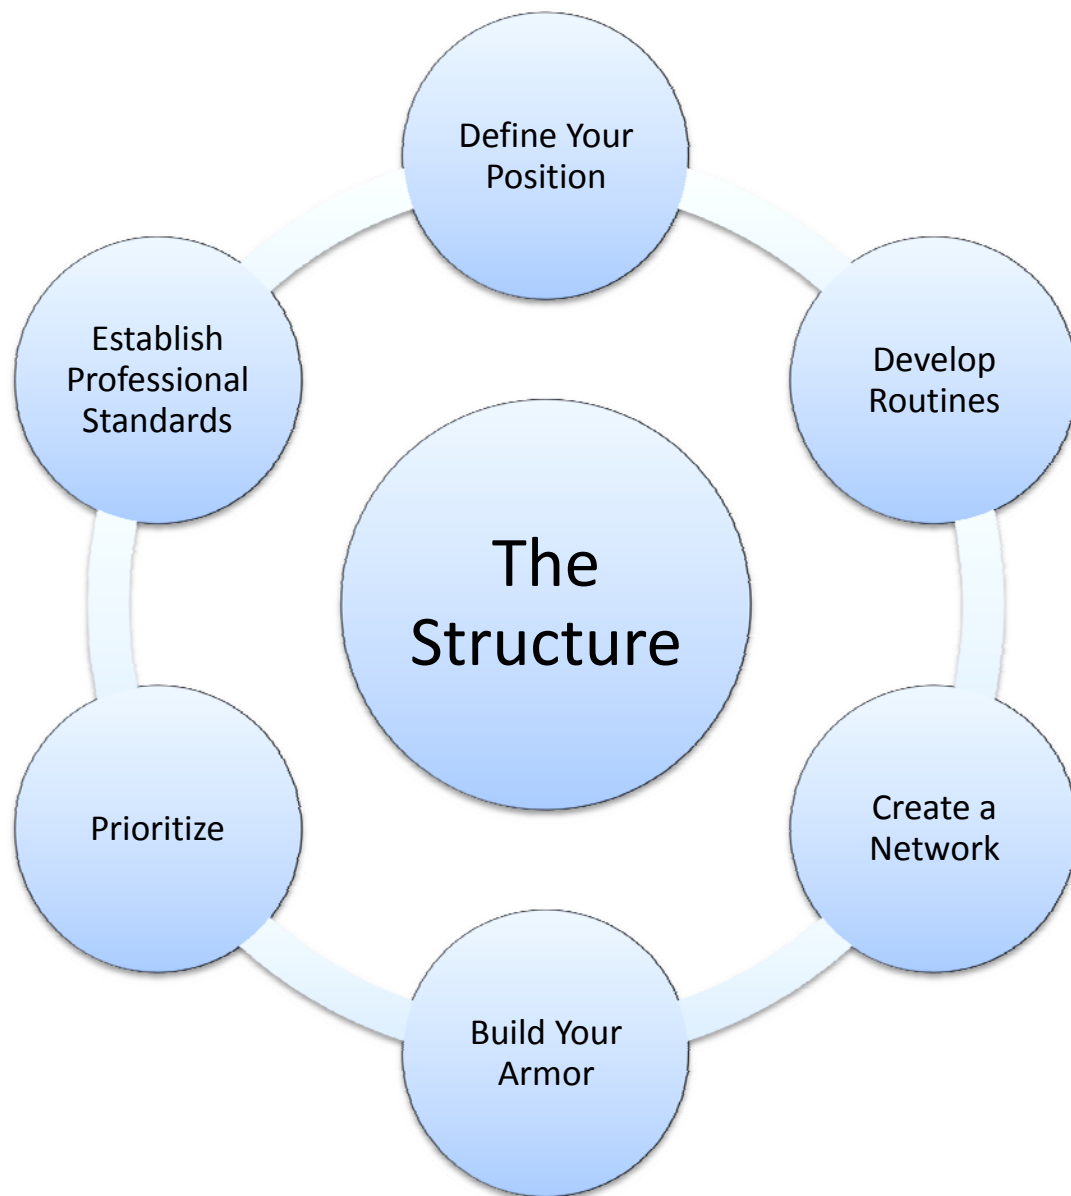 Define Your
Position
Develop
Routines
Create a
Network
Build Your
Armor
Prioritize
Establish
Professional
Standards
The
Structure